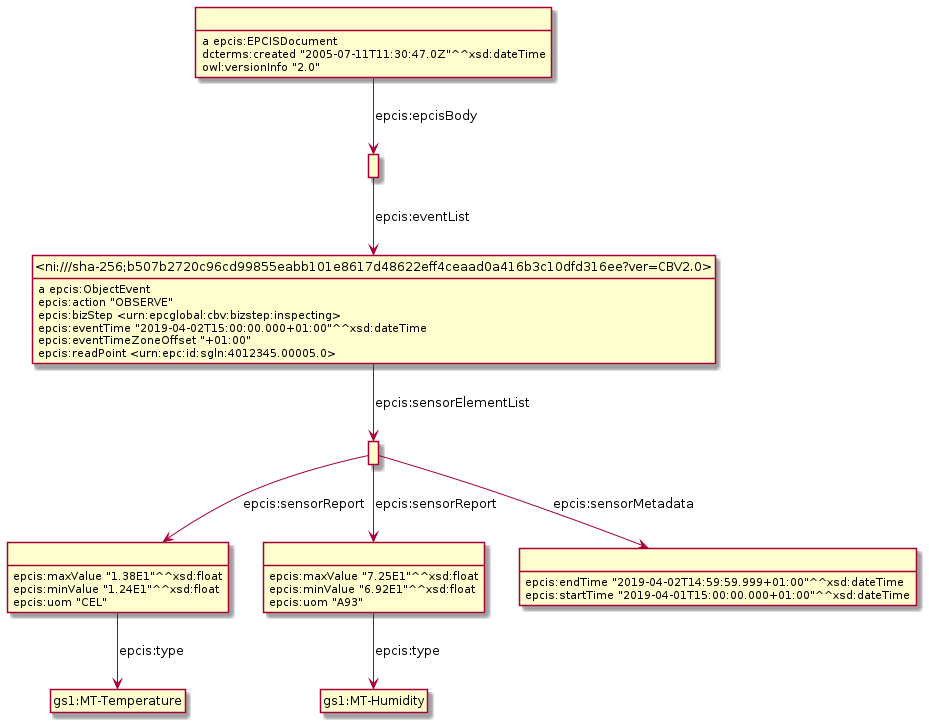 a epcis:EPCISDocument
dcterms:created "2005-07-11T11:30:47.0Z"^^xsd:dateTime
owl:versionInfo "2.0"
epcis:epcisBody
epcis:eventList
<ni:///sha-256;b507b2720c96cd99855eabb101e8617d48622eff4ceaad0a416b3c10dfd316ee?ver=CBV2.0>
a epcis:ObjectEvent
epcis:action "OBSERVE"
epcis:bizStep <urn:epcglobal:cbv:bizstep:inspecting>
epcis:eventTime "2019-04-02T15:00:00.000+01:00"^^xsd:dateTime
epcis:eventTimeZoneOffset "+01:00"
epcis:readPoint <urn:epc:id:sgln:4012345.00005.0>
epcis:sensorElementList
epcis:sensorReport
epcis:sensorReport
epcis:sensorMetadata
epcis:maxValue "1.38E1"^^xsd:float
epcis:minValue "1.24E1"^^xsd:float
epcis:uom "CEL"
epcis:maxValue "7.25E1"^^xsd:float
epcis:minValue "6.92E1"^^xsd:float
epcis:uom "A93"
epcis:endTime "2019-04-02T14:59:59.999+01:00"^^xsd:dateTime
epcis:startTime "2019-04-01T15:00:00.000+01:00"^^xsd:dateTime
epcis:type
epcis:type
gs1:MT-Temperature
gs1:MT-Humidity